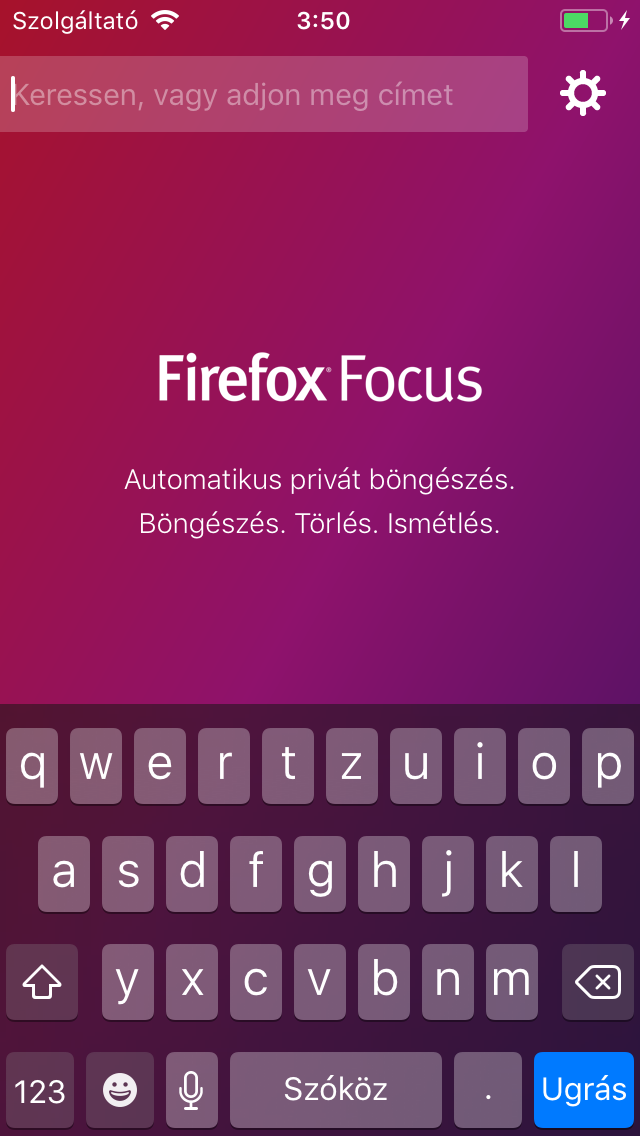 Szolgáltató 3:50
Keressen, vagy adjon meg címet
Firefox® Focus
Automatikus privát böngészés.
Böngészés. Törlés. Ismétlés.
q w e r t z u i o p
a s d f g h j k l
y x c v b n m
123 Szóköz . Ugrás